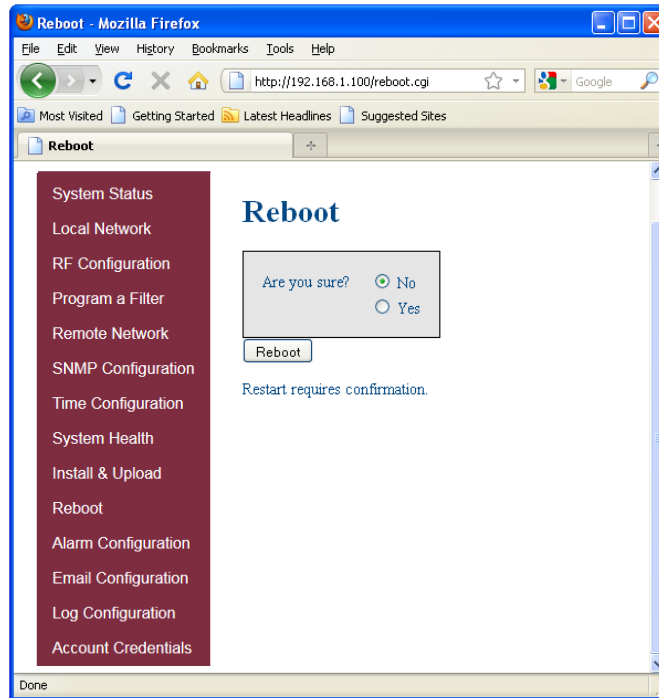 Reboot - Mozilla Firefox
File Edit View History Bookmarks Tools Help
http://192.168.1.100/reboot.cgi
Google
Most Visited Getting Started Latest Headlines Suggested Sites
Reboot
System Status
Local Network
RF Configuration
Program a Filter
Remote Network
SNMP Configuration
Time Configuration
System Health
Install & Upload
Reboot
Alarm Configuration
Email Configuration
Log Configuration
Account Credentials
Reboot
Are you sure? No
Yes
Reboot
Restart requires confirmation.
Done